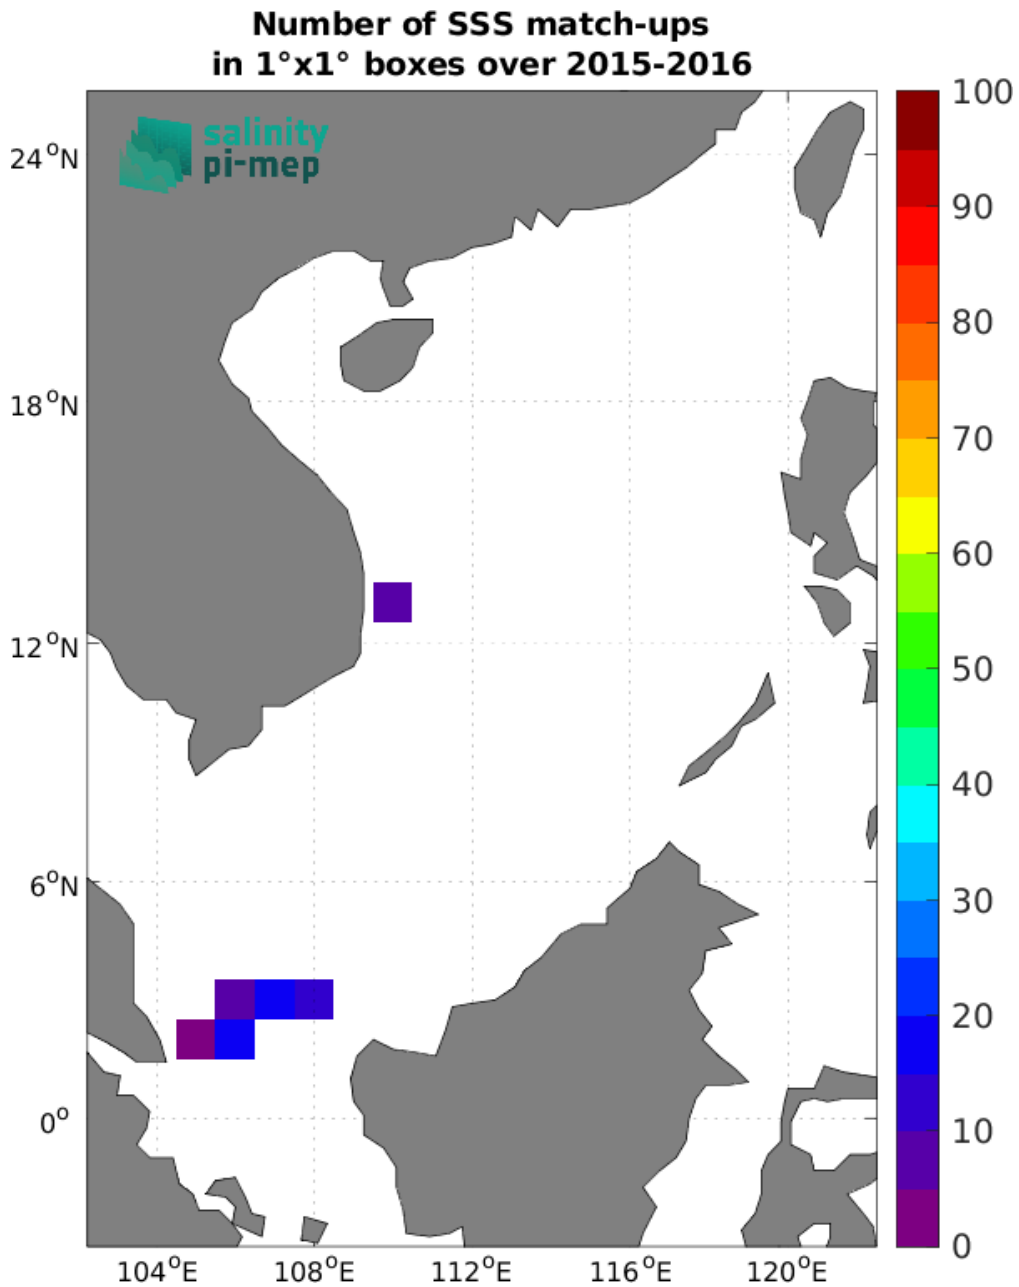 Number of SSS match-ups
in 1°x1° boxes over 2015-2016
salinity
pi-mep
24°N
18°N
12°N
6°N
0°
104°E 108°E 112°E 116°E 120°E
100
90
80
70
60
50
40
30
20
10
0